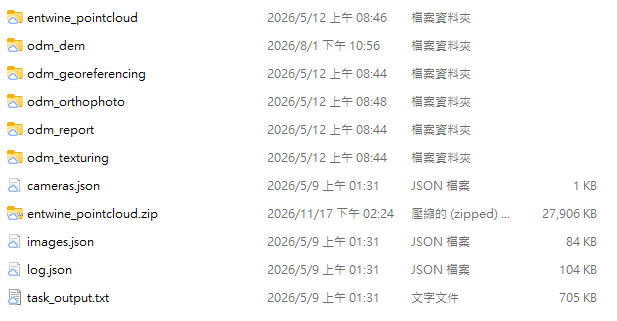 entwine_pointcloud 2026/5/12 上午 08:46 檔案資料夾
odm_dem 2026/8/1 下午 10:56 檔案資料夾
odm_georeferencing 2026/5/12 上午 08:44 檔案資料夾
odm_orthophoto 2026/5/12 上午 08:48 檔案資料夾
odm_report 2026/5/12 上午 08:44 檔案資料夾
odm_texturing 2026/5/12 上午 08:44 檔案資料夾
cameras.json 2026/5/9 上午 01:31 JSON 檔案 1 KB
entwine_pointcloud.zip 2026/11/17 下午 02:24 壓縮的 (zipped) ... 27,906 KB
images.json 2026/5/9 上午 01:31 JSON 檔案 84 KB
log.json 2026/5/9 上午 01:31 JSON 檔案 104 KB
task_output.txt 2026/5/9 上午 01:31 文字文件 705 KB